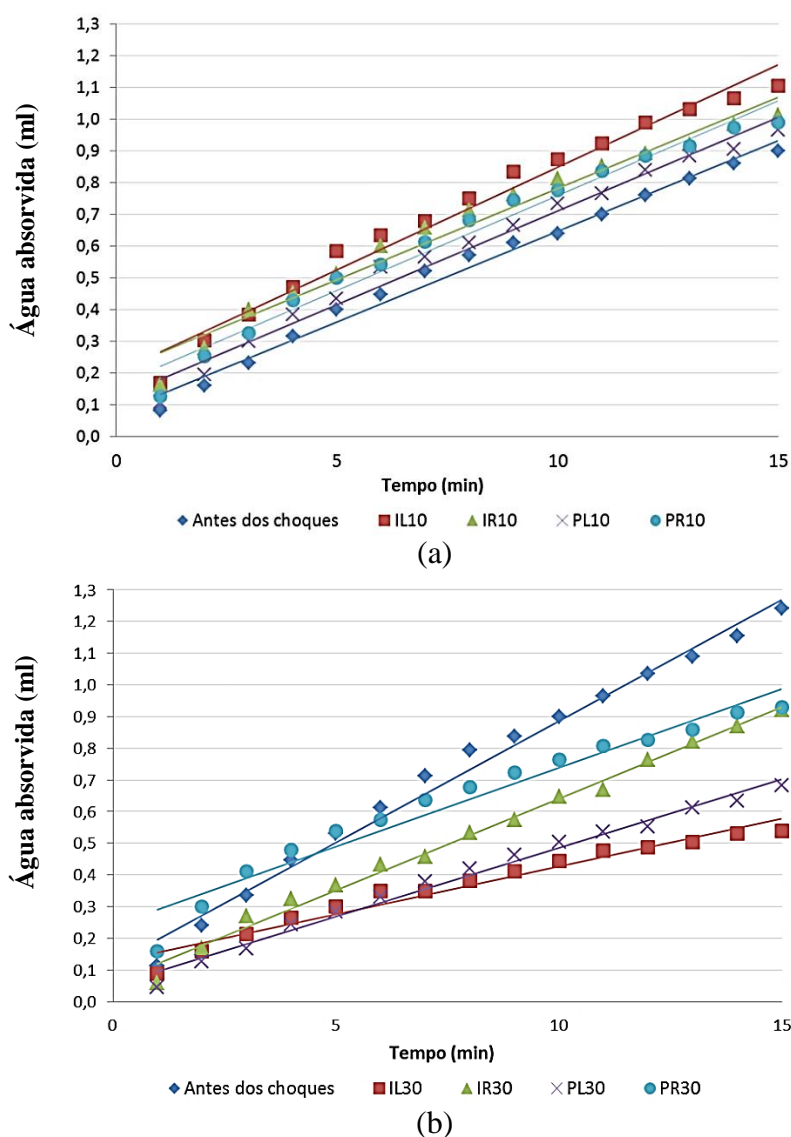 1,3
1,2
1,1
1,0
0,9
0,8
0,7
0,6
0,5
0,4
0,3
0,2
0,1
0,0
Água absorvida (ml)
0 5 10 15
Tempo (min)
Antes dos choques IL10 IR10 PL10 PR10
(a)
1,3
1,2
1,1
1,0
0,9
0,8
0,7
0,6
0,5
0,4
0,3
0,2
0,1
0,0
Água absorvida (ml)
0 5 10 15
Tempo (min)
Antes dos choques IL30 IR30 PL30 PR30
(b)